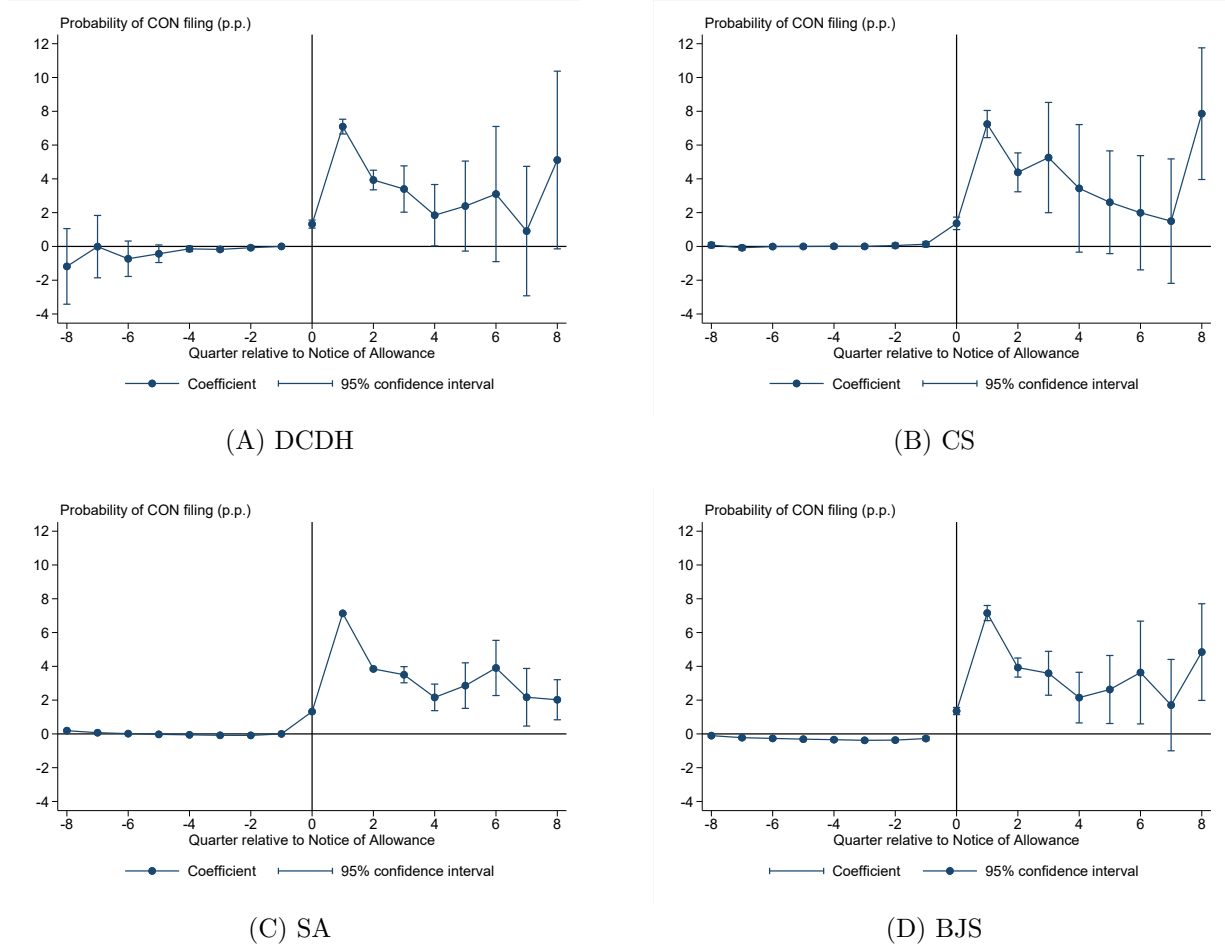 Probability of CON filing (p.p.)
12
10
8
6
4
2
0
-2
-4
-8 -6 -4 -2 0 2 4 6 8
Quarter relative to Notice of Allowance
Coefficient 95% confidence interval
(A) DCDH
Probability of CON filing (p.p.)
12
10
8
6
4
2
0
-2
-4
-8 -6 -4 -2 0 2 4 6 8
Quarter relative to Notice of Allowance
Coefficient 95% confidence interval
(B) CS
Probability of CON filing (p.p.)
12
10
8
6
4
2
0
-2
-4
-8 -6 -4 -2 0 2 4 6 8
Quarter relative to Notice of Allowance
Coefficient 95% confidence interval
(C) SA
Probability of CON filing (p.p.)
12
10
8
6
4
2
0
-2
-4
-8 -6 -4 -2 0 2 4 6 8
Quarter relative to Notice of Allowance
Coefficient 95% confidence interval
(D) BJS